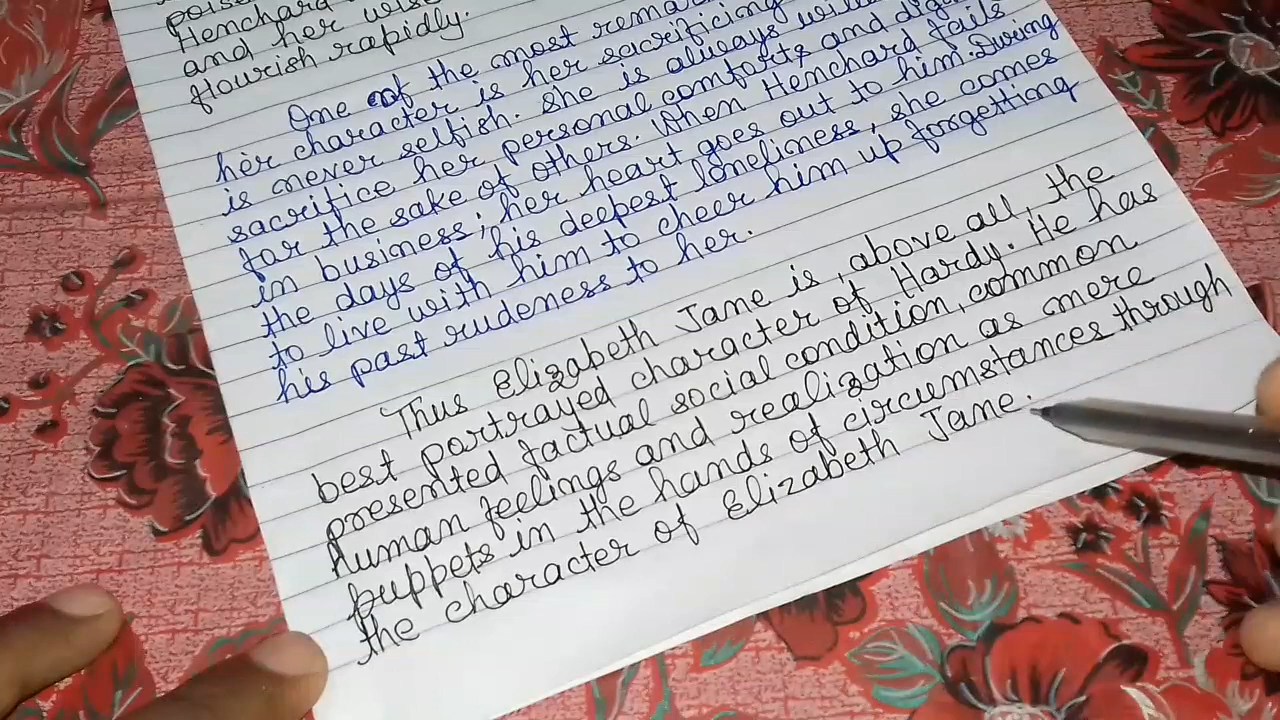 Henchard
and her wise
flourish rapidly.
One of the most
her character is her sacrificing
is never selfish. She is always
sacrifice her personal comforts and
for the sake of others. When Henchard fails
in business; her heart goes out to him. During
the days of his deepest loneliness, she comes
to live with him to cheer him up forgetting
his past rudeness to her.
Thus Elizabeth Jane is, above all, the
best portrayed character of Hardy. He has
presented factual social condition, common
human feelings and realization as mere
puppets in the hands of circumstances through
the character of Elizabeth Jane.